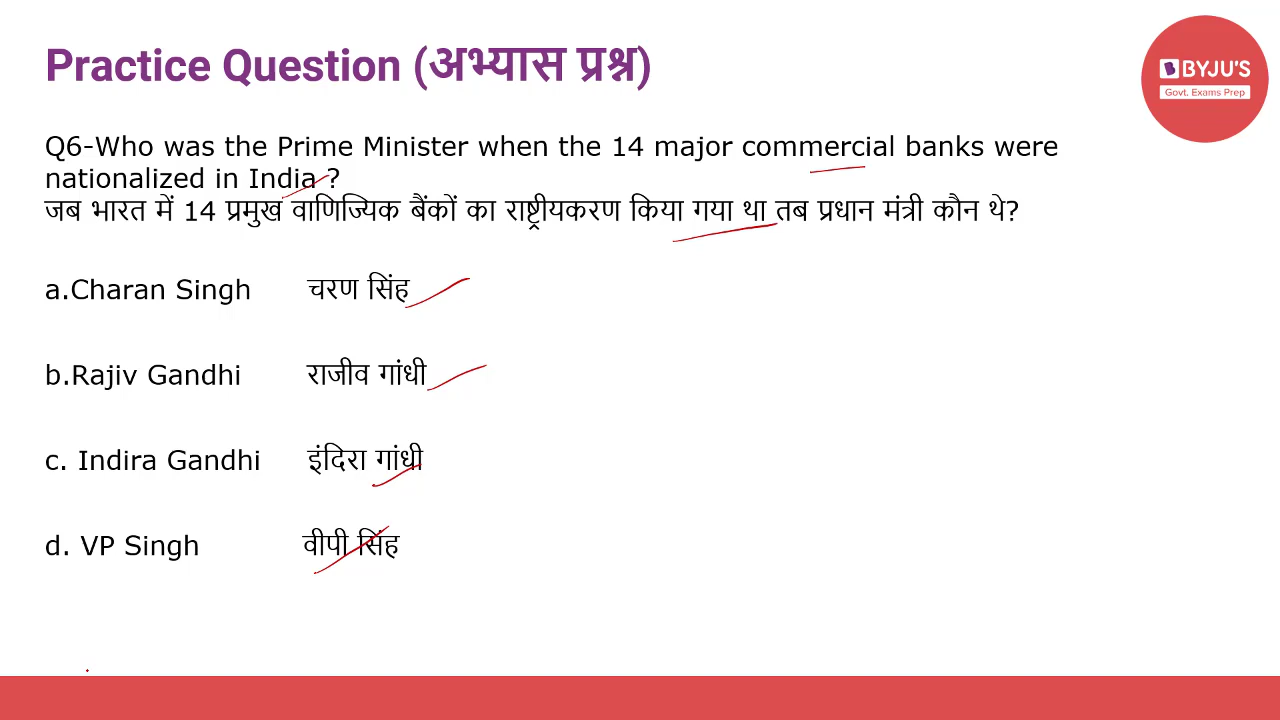 Practice Question (अभ्यास प्रश्न)
BYJU'S
Govt. Exams Prep
Q6-Who was the Prime Minister when the 14 major commercial banks were
nationalized in India ?
जब भारत में 14 प्रमुख वाणिज्यिक बैंकों का राष्ट्रीयकरण किया गया था तब प्रधान मंत्री कौन थे?
a.Charan Singh चरण सिंह
b.Rajiv Gandhi राजीव गांधी
c. Indira Gandhi इंदिरा गांधी
d. VP Singh वीपी सिंह